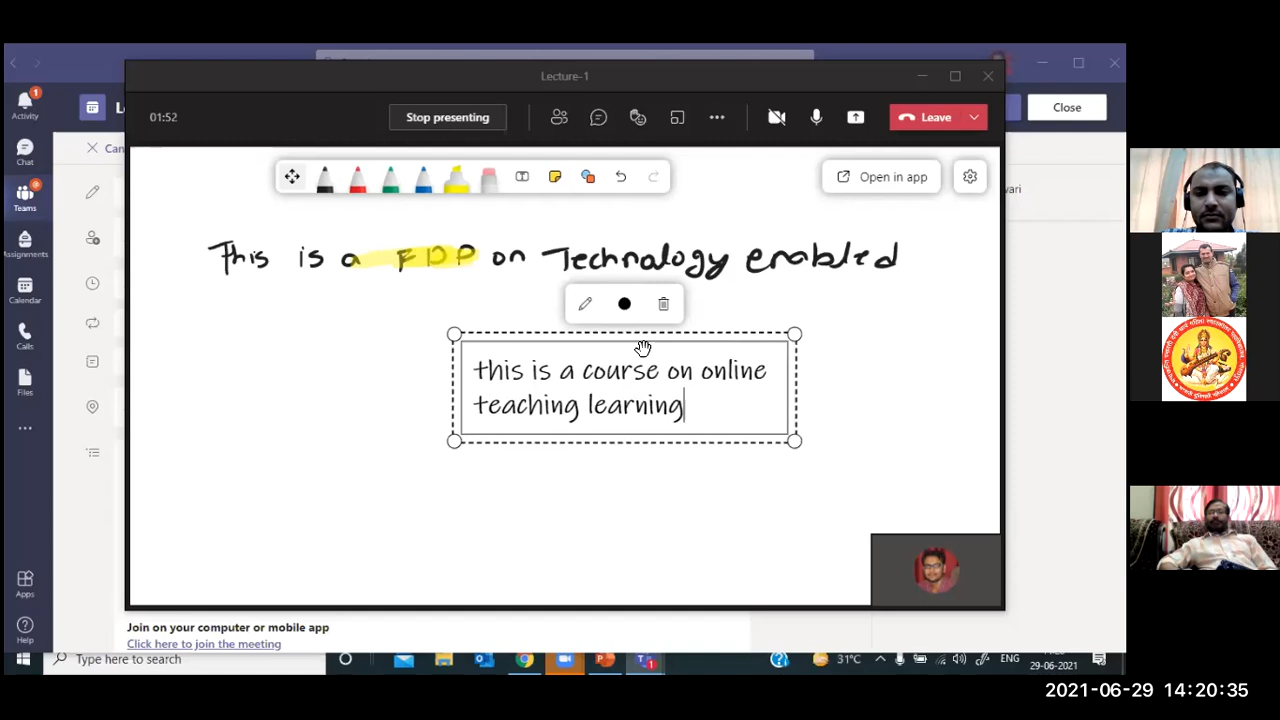 Lecture-1
01:52
Stop presenting
Leave
Close
Open in app
Activity
Chat
Teams
Assignments
Calendar
Calls
Files
Apps
Help
Can
This is a FDP on Technology enabled
this is a course on online
teaching learning
Join on your computer or mobile app
Click here to join the meeting
Type here to search
31°C
ENG
29-06-2021
2021-06-29 14:20:35